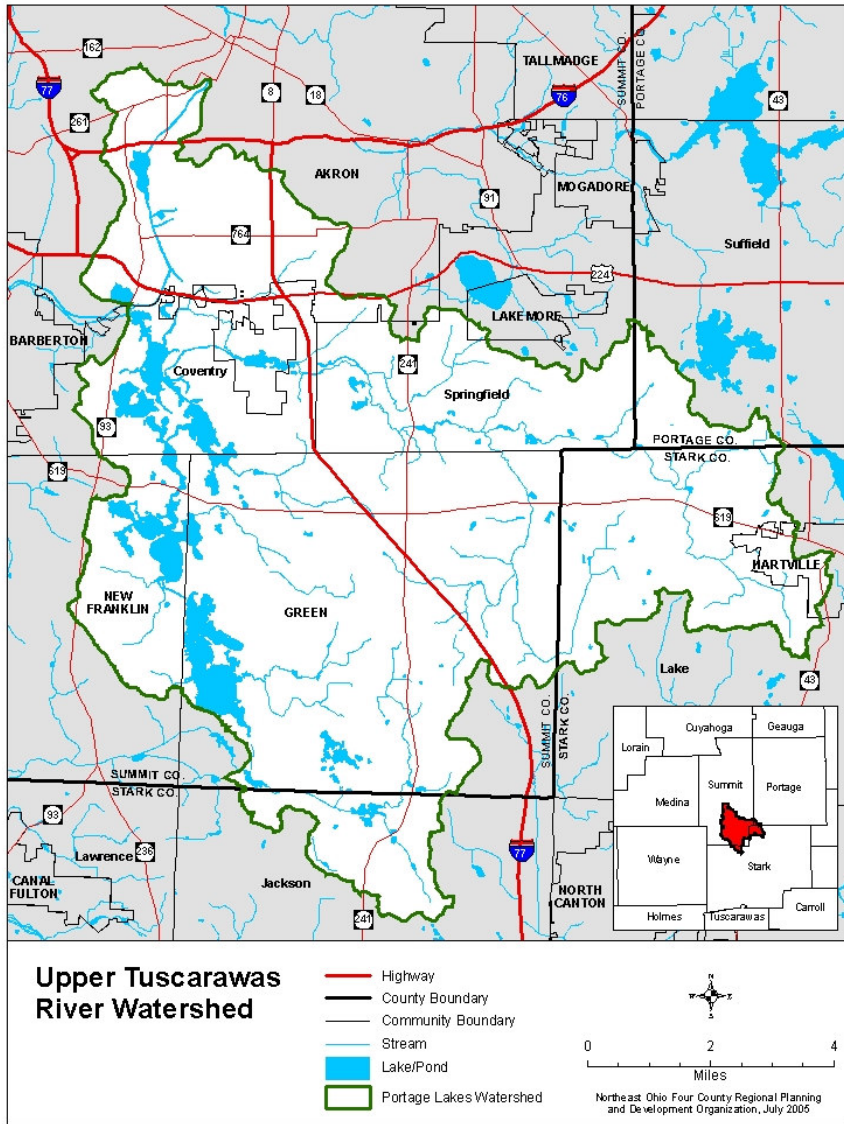 162
77
261
8
18
TALLMADGE
76
SUMMIT CO.
PORTAGE CO.
43
AKRON
91
MOGADORE
764
Suffield
224
LAKEMORE
BARBERTON
Coventry
241
Springfield
93
PORTAGE CO.
STARK CO.
619
619
HARTVILLE
NEW
FRANKLIN
GREEN
Lake
43
SUMMIT CO.
STARK CO.
SUMMIT CO.
STARK CO.
93
Lawrence
236
CANAL
FULTON
Jackson
241
77
NORTH
CANTON
Cuyahoga
Geauga
Lorain
Summit
Portage
Medina
Wayne
Stark
Carroll
Holmes
Tuscarawas
Upper Tuscarawas
River Watershed
Highway
County Boundary
Community Boundary
Stream
Lake/Pond
Portage Lakes Watershed
N
W
E
S
0 2 4
Miles
Northeast Ohio Four County Regional Planning
and Development Organization, July 2005